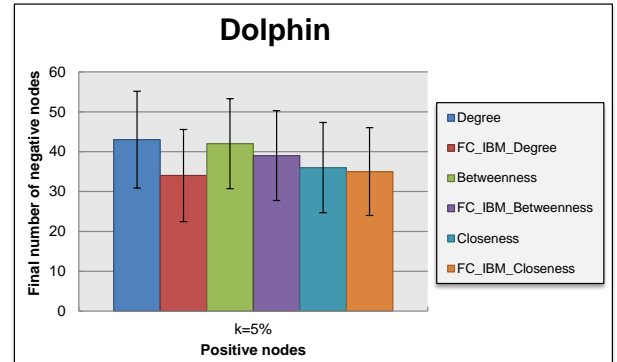 Dolphin
Final number of negative nodes
60
50
40
30
20
10
0
k=5%
Positive nodes
Degree
FC_IBM_Degree
Betweenness
FC_IBM_Betweenness
Closeness
FC_IBM_Closeness